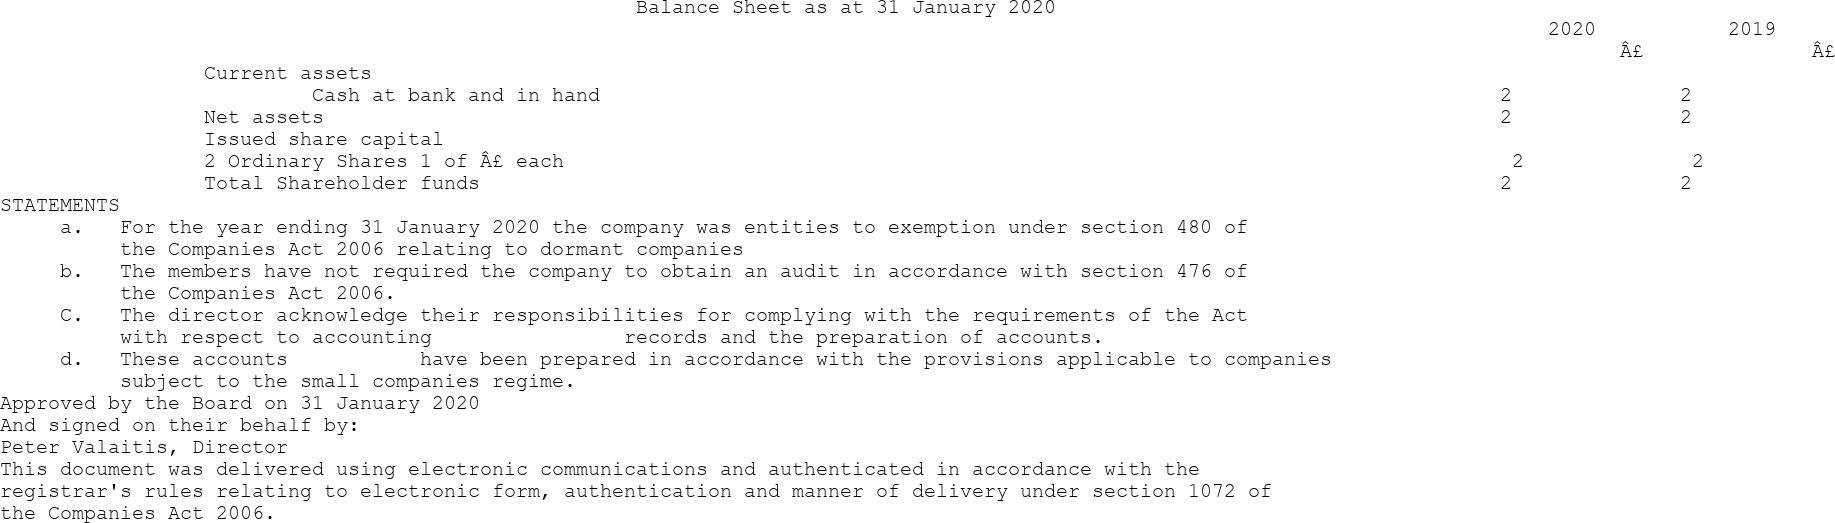 Balance Sheet as at 31 January 2020
2020 2019
Â£ Â£
Current assets
Cash at bank and in hand 2 2
Net assets 2 2
Issued share capital
2 Ordinary Shares 1 of Â£ each 2 2
Total Shareholder funds 2 2
STATEMENTS
a. For the year ending 31 January 2020 the company was entities to exemption under section 480 of
the Companies Act 2006 relating to dormant companies
b. The members have not required the company to obtain an audit in accordance with section 476 of
the Companies Act 2006.
C. The director acknowledge their responsibilities for complying with the requirements of the Act
with respect to accounting records and the preparation of accounts.
d. These accounts have been prepared in accordance with the provisions applicable to companies
subject to the small companies regime.
Approved by the Board on 31 January 2020
And signed on their behalf by:
Peter Valaitis, Director
This document was delivered using electronic communications and authenticated in accordance with the
registrar's rules relating to electronic form, authentication and manner of delivery under section 1072 of
the Companies Act 2006.